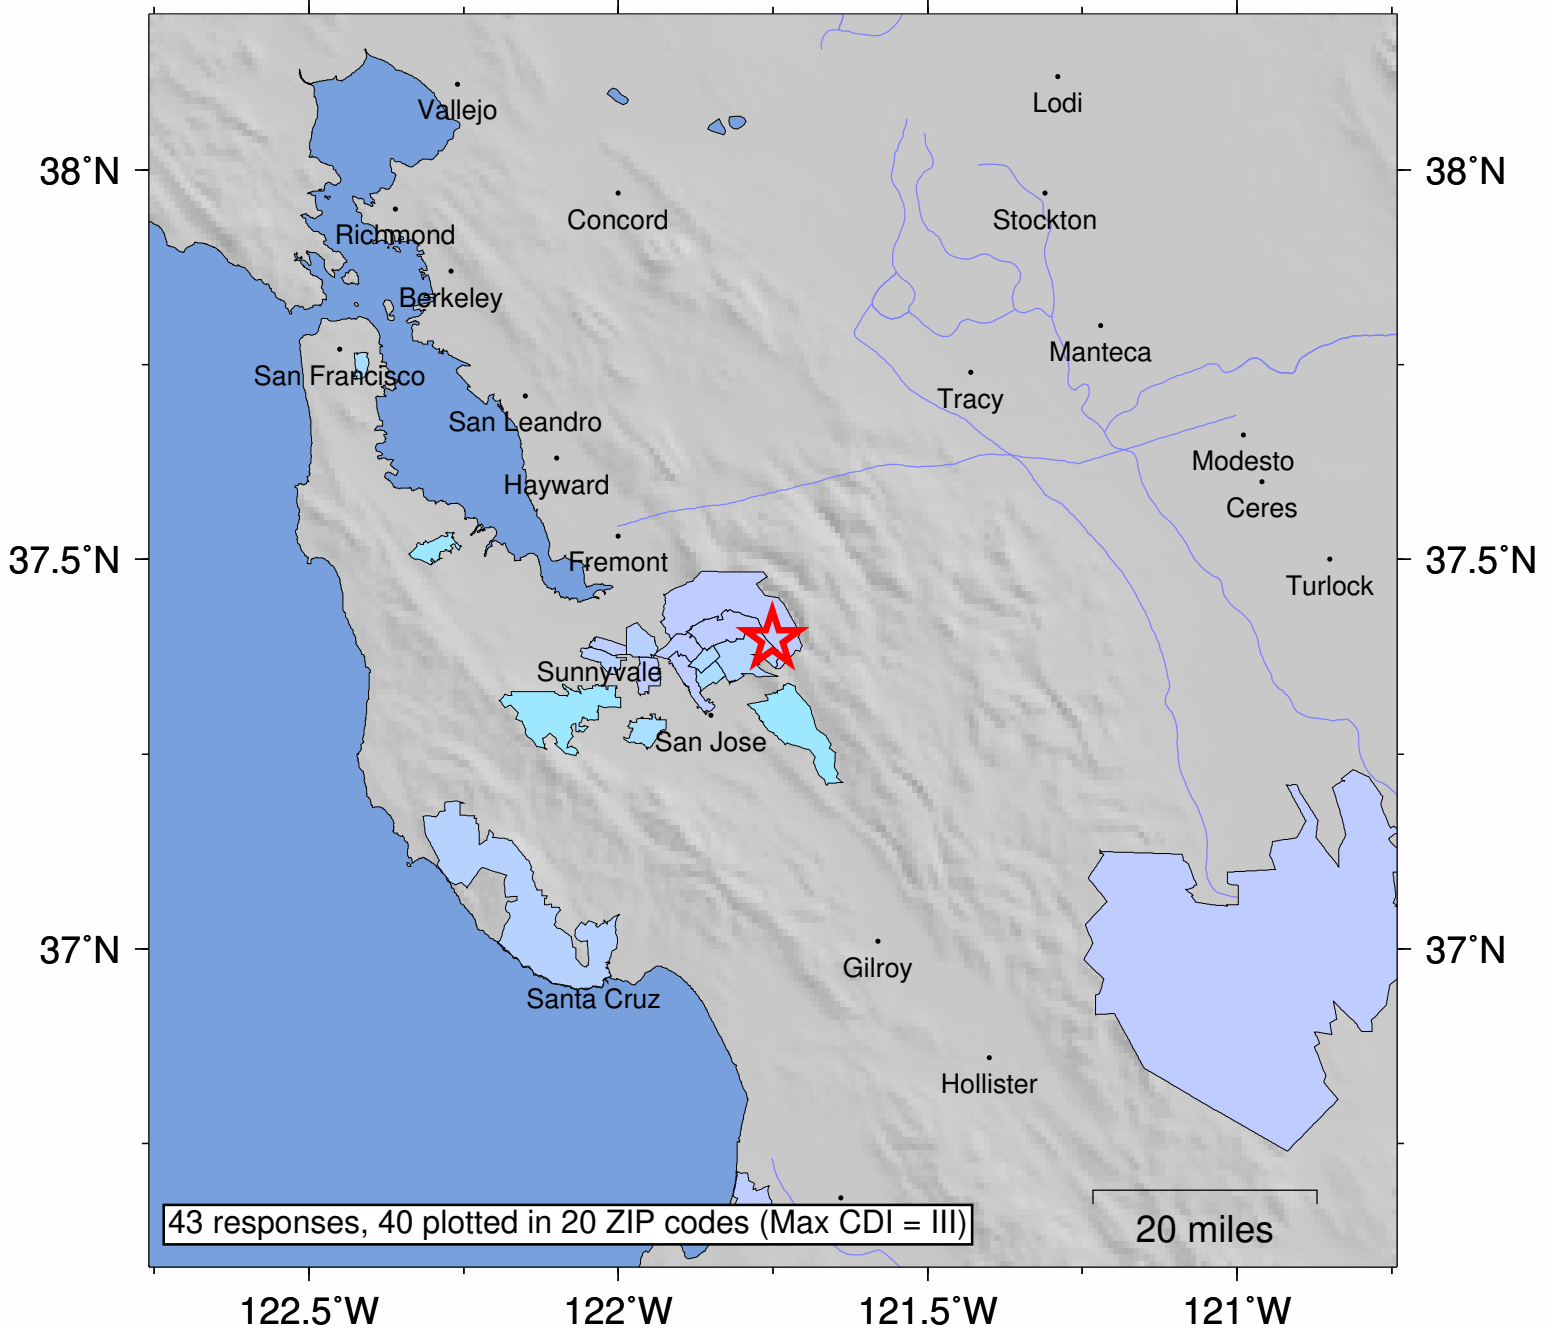 Vallejo
Lodi
38˚N
38˚N
Concord
Stockton
Richmond
Berkeley
Manteca
San Francisco
Tracy
San Leandro
Modesto
Hayward
Ceres
37.5˚N
Fremont
37.5˚N
Turlock
Sunnyvale
San Jose
37˚N
37˚N
Gilroy
Santa Cruz
Hollister
43 responses, 40 plotted in 20 ZIP codes (Max CDI = III)
20 miles
122.5˚W
122˚W
121.5˚W
121˚W